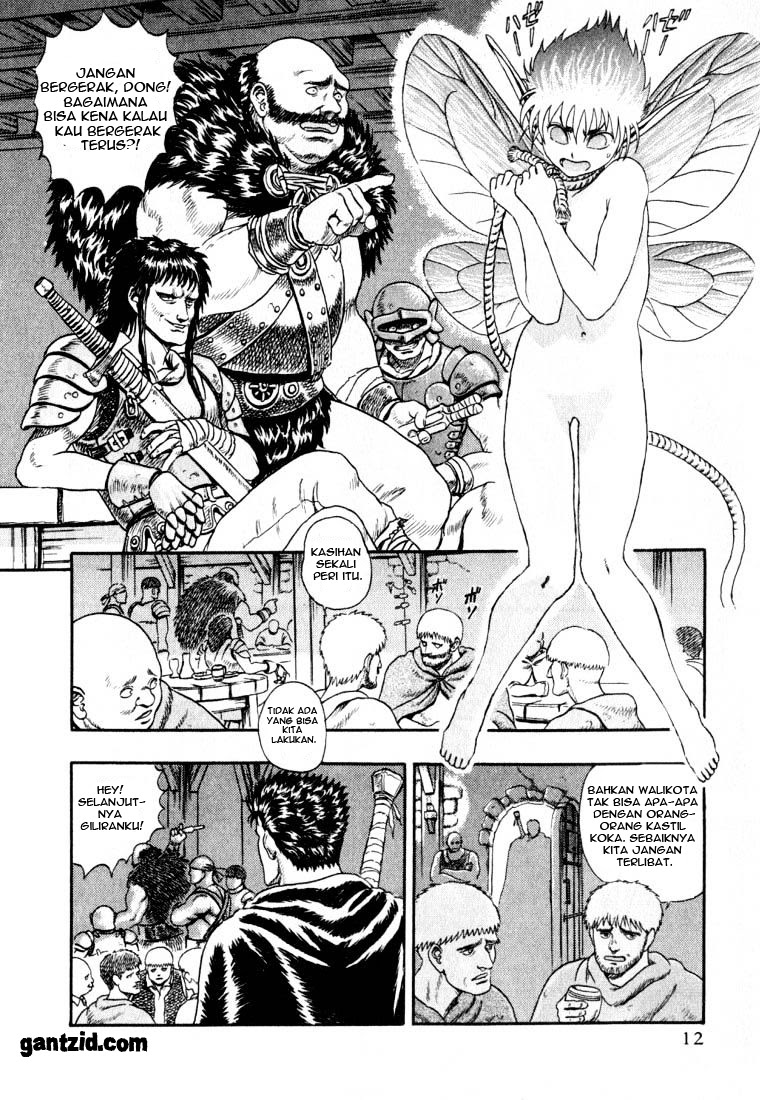 JANGAN
BERGERAK, DONG!
BAGAIMANA
BISA KENA KALAU
KAU BERGERAK
TERUS?!
KASIHAN
SEKALI
PERI ITU.
TIDAK ADA
YANG BISA
KITA
LAKUKAN.
HEY!
SELANJUT-
NYA
GILIRANKU!
BAHKAN WALIKOTA
TAK BISA APA-APA
DENGAN ORANG-
ORANG KASTIL
KOKA. SEBAIKNYA
KITA JANGAN
TERLIBAT.
gantzid.com
12